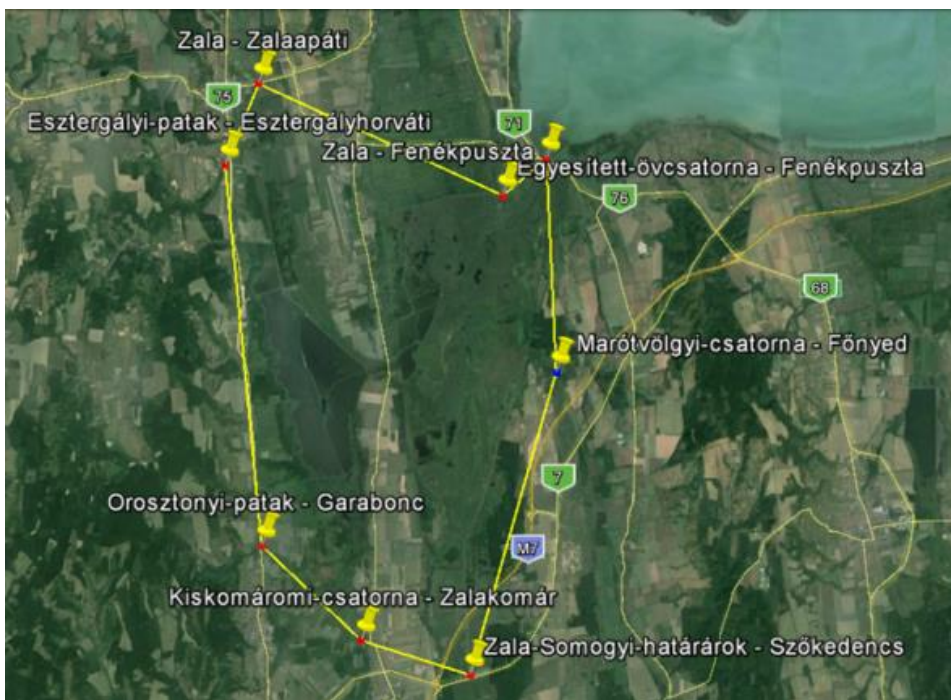 Zala - Zalaapáti
75
Esztergályi-patak - Esztergályhorváti
71
Zala - Fenékpuszta
Egyesített-övcsatorna - Fenékpuszta
76
68
Marótvölgyi-csatorna - Főnyed
7
Orosztonyi-patak - Garabonc
M7
Kiskomáromi-csatorna - Zalakomár
Zala-Somogyi-határárok - Szőkedencs